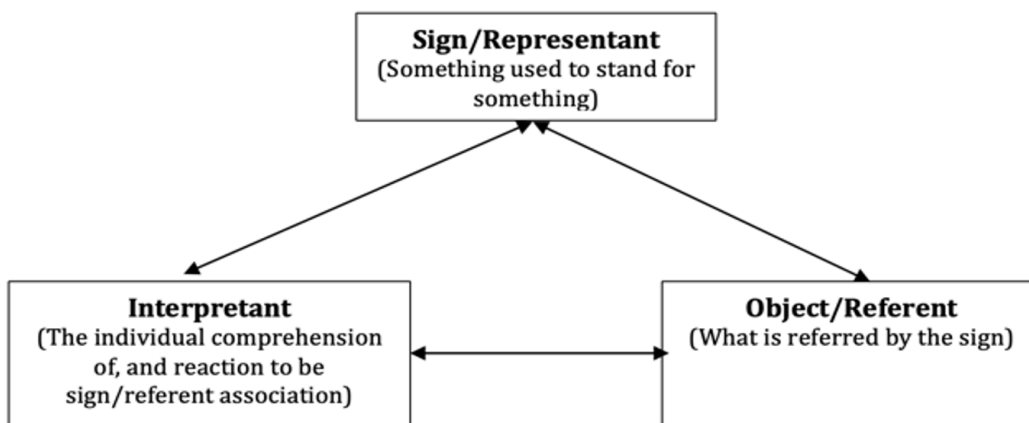 Sign/Representant
(Something used to stand for
something)
Interpretant
(The individual comprehension
of, and reaction to be
sign/referent association)
Object/Referent
(What is referred by the sign)